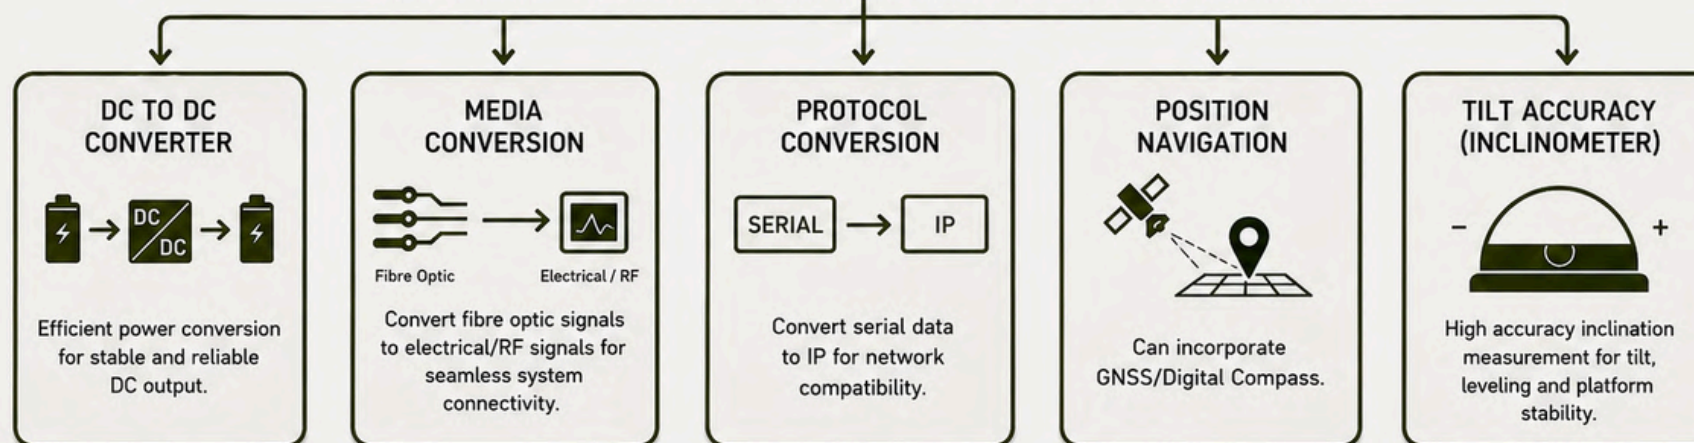 DC TO DC
CONVERTER
DC
DC
Efficient power conversion
for stable and reliable
DC output.
MEDIA
CONVERSION
Fibre Optic
Electrical / RF
Convert fibre optic signals
to electrical/RF signals for
seamless system
connectivity.
PROTOCOL
CONVERSION
SERIAL
IP
Convert serial data
to IP for network
compatibility.
POSITION
NAVIGATION
Can incorporate
GNSS/Digital Compass.
TILT ACCURACY
(INCLINOMETER)
- +
High accuracy inclination
measurement for tilt,
leveling and platform
stability.